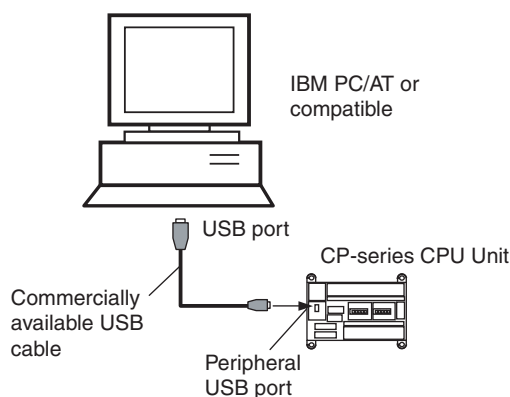 IBM PC/AT or
compatible
USB port
CP-series CPU Unit
Commercially
available USB
cable
Peripheral
USB port